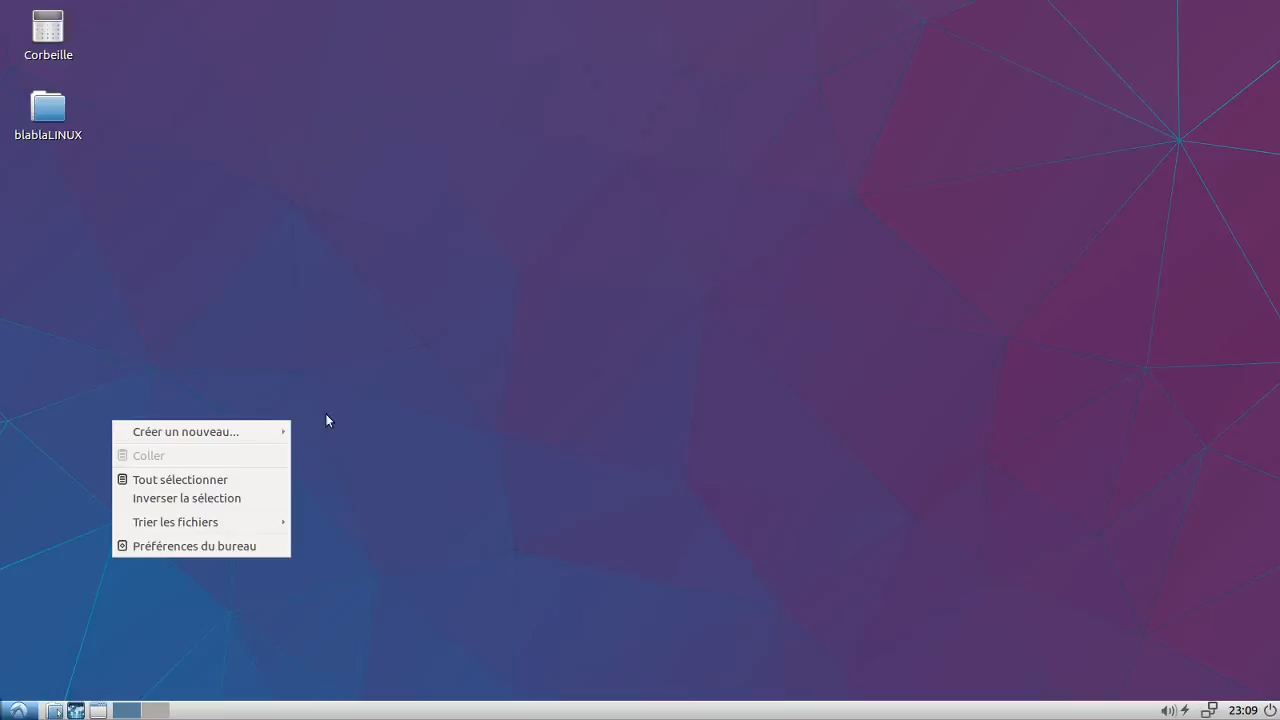 Corbeille
blablaLINUX
Créer un nouveau...
Coller
Tout sélectionner
Inverser la sélection
Trier les fichiers
Préférences du bureau
23:09